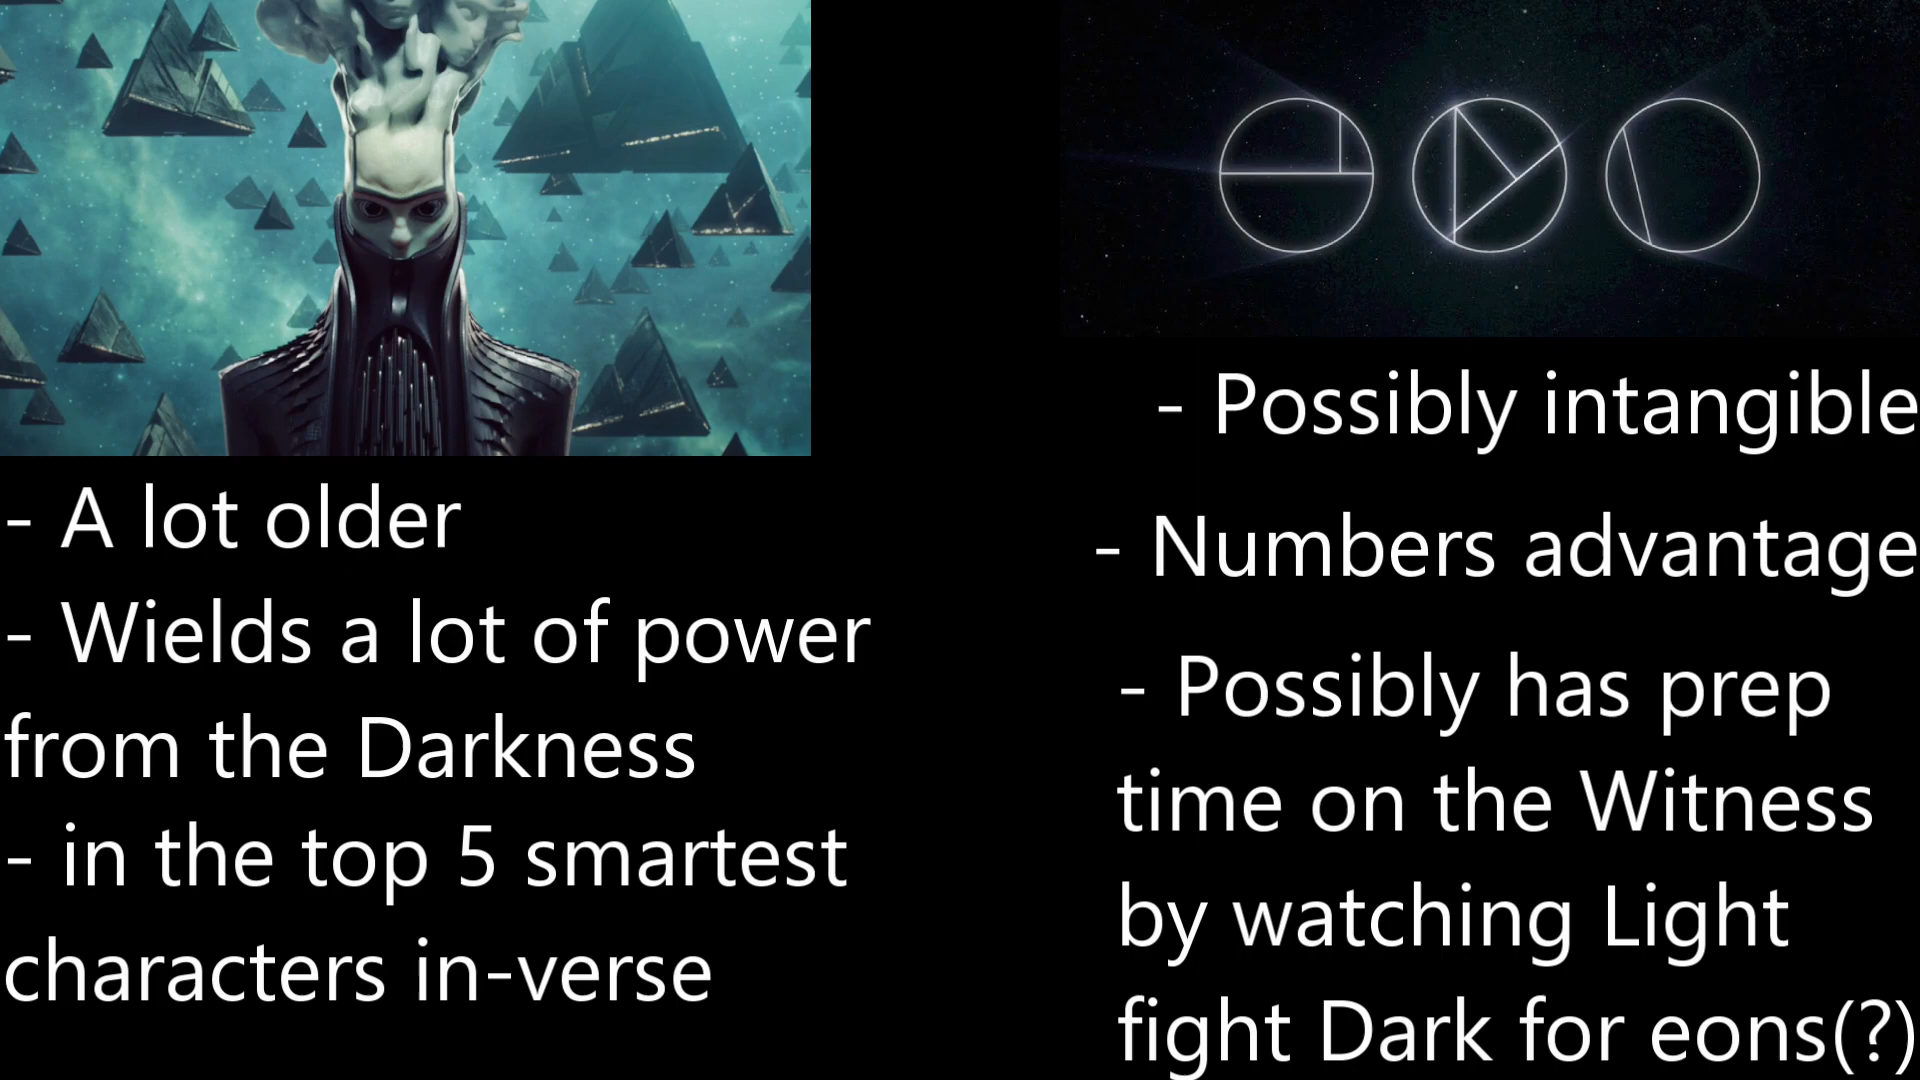 - A lot older
- Wields a lot of power
from the Darkness
- in the top 5 smartest
characters in-verse
- Possibly intangible
- Numbers advantage
- Possibly has prep
time on the Witness
by watching Light
fight Dark for eons(?)